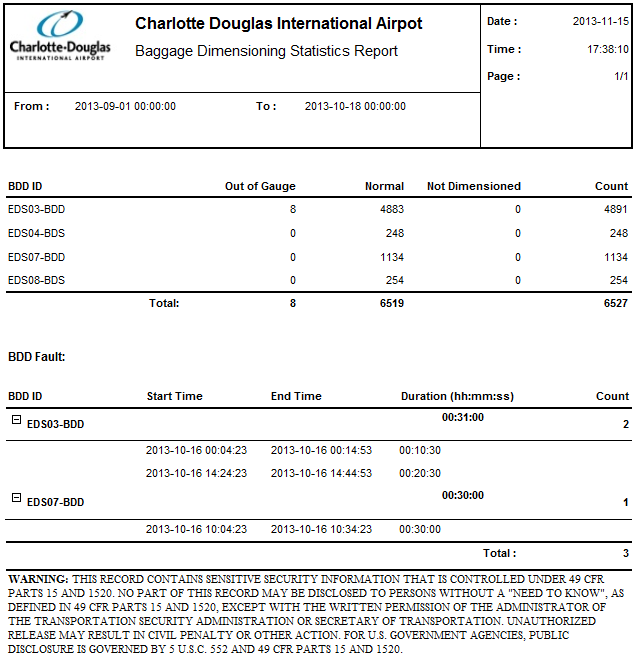 Charlotte Douglas International Airpot
Baggage Dimensioning Statistics Report
Charlotte-Douglas
INTERNATIONAL AIRPORT
Date : 2013-11-15
Time : 17:38:10
Page : 1/1
From : 2013-09-01 00:00:00 To : 2013-10-18 00:00:00
BDD ID Out of Gauge Normal Not Dimensioned Count
EDS03-BDD 8 4883 0 4891
EDS04-BDS 0 248 0 248
EDS07-BDD 0 1134 0 1134
EDS08-BDS 0 254 0 254
Total: 8 6519 6527
BDD Fault:
BDD ID Start Time End Time Duration (hh:mm:ss) Count
EDS03-BDD 00:31:00 2
2013-10-16 00:04:23 2013-10-16 00:14:53 00:10:30
2013-10-16 14:24:23 2013-10-16 14:44:53 00:20:30
EDS07-BDD 00:30:00 1
2013-10-16 10:04:23 2013-10-16 10:34:23 00:30:00
Total : 3
WARNING: THIS RECORD CONTAINS SENSITIVE SECURITY INFORMATION THAT IS CONTROLLED UNDER 49 CFR
PARTS 15 AND 1520. NO PART OF THIS RECORD MAY BE DISCLOSED TO PERSONS WITHOUT A "NEED TO KNOW", AS
DEFINED IN 49 CFR PARTS 15 AND 1520, EXCEPT WITH THE WRITTEN PERMISSION OF THE ADMINISTRATOR OF
THE TRANSPORTATION SECURITY ADMINISTRATION OR SECRETARY OF TRANSPORTATION. UNAUTHORIZED
RELEASE MAY RESULT IN CIVIL PENALTY OR OTHER ACTION. FOR U.S. GOVERNMENT AGENCIES, PUBLIC
DISCLOSURE IS GOVERNED BY 5 U.S.C. 552 AND 49 CFR PARTS 15 AND 1520.